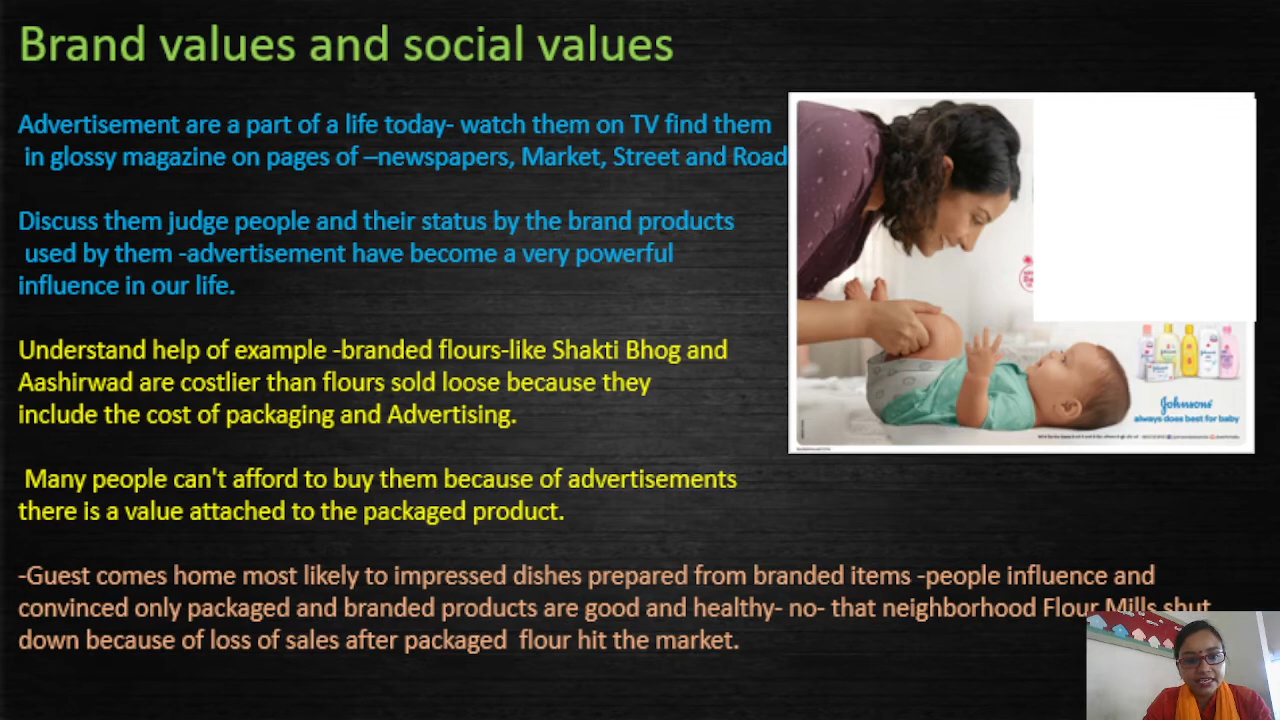 Brand values and social values
Advertisement are a part of a life today- watch them on TV find them
in glossy magazine on pages of –newspapers, Market, Street and Road
Discuss them judge people and their status by the brand products
used by them -advertisement have become a very powerful
influence in our life.
Understand help of example -branded flours-like Shakti Bhog and
Aashirwad are costlier than flours sold loose because they
include the cost of packaging and Advertising.
Many people can't afford to buy them because of advertisements
there is a value attached to the packaged product.
-Guest comes home most likely to impressed dishes prepared from branded items -people influence and
convinced only packaged and branded products are good and healthy- no- that neighborhood Flour Mills shut
down because of loss of sales after packaged flour hit the market.
Johnson's
always does best for baby